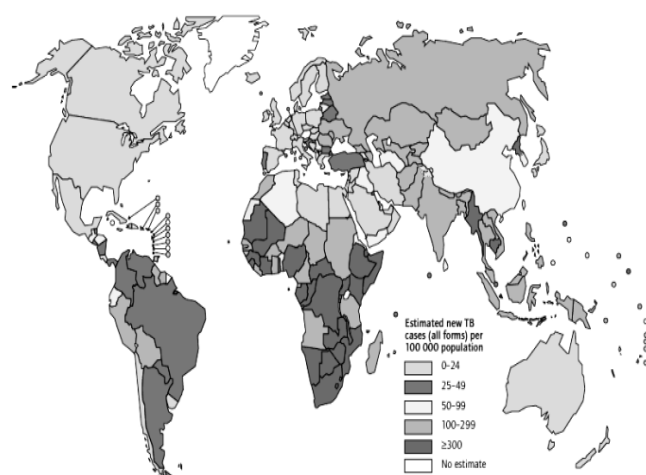 Estimated new TB
cases (all forms) per
100 000 population
0–24
25–49
50–99
100–299
≥300
No estimate